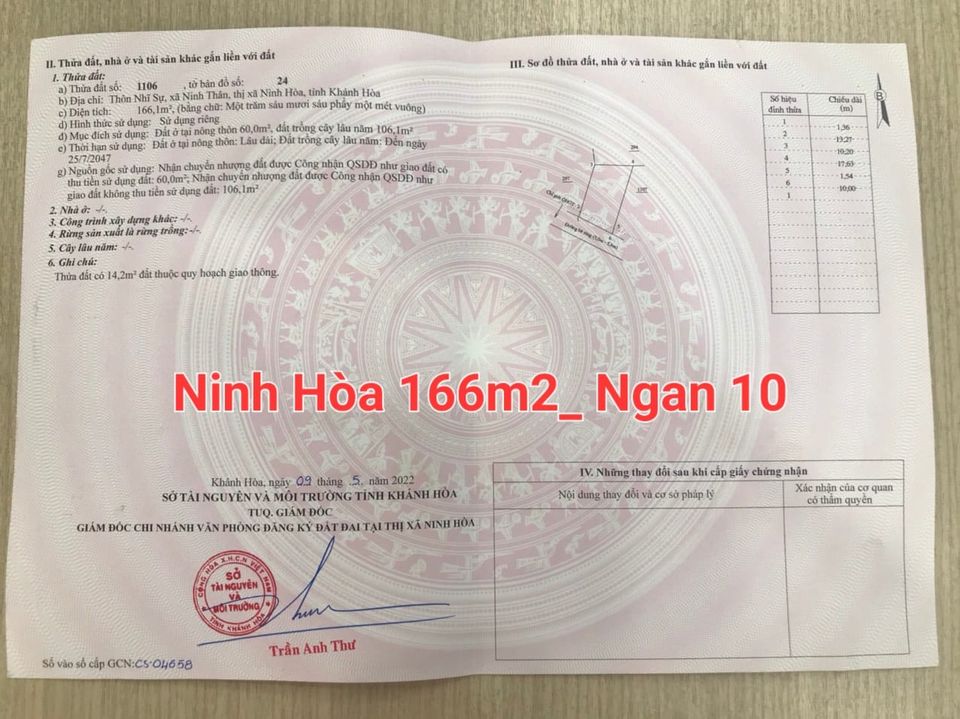 II. Thửa đất, nhà ở và tài sản khác gắn liền với đất
1. Thửa đất:
a) Thửa đất số: 1106 , tờ bản đồ số: 24
b) Địa chỉ: Thôn Nhĩ Sự, xã Ninh Thân, thị xã Ninh Hòa, tỉnh Khánh Hòa
c) Diện tích: 166,1m², (bằng chữ: Một trăm sáu mươi sáu phẩy một mét vuông)
d) Hình thức sử dụng: Sử dụng riêng
đ) Mục đích sử dụng: Đất ở tại nông thôn 60,0m², đất trồng cây lâu năm 106,1m²
e) Thời hạn sử dụng: Đất ở tại nông thôn: Lâu dài; Đất trồng cây lâu năm: Đến ngày
25/7/2047
g) Nguồn gốc sử dụng: Nhận chuyển nhượng đất được Công nhận QSDĐ như giao đất có
thu tiền sử dụng đất: 60,0m²; Nhận chuyển nhượng đất được Công nhận QSDĐ như
giao đất không thu tiền sử dụng đất: 106,1m²
2. Nhà ở: -/-.
3. Công trình xây dựng khác: -/-.
4. Rừng sản xuất là rừng trồng:-/-.
5. Cây lâu năm: -/-.
6. Ghi chú:
Thửa đất có 14,2m² đất thuộc quy hoạch giao thông.
III. Sơ đồ thửa đất, nhà ở và tài sản khác gắn liền với đất
B
Số hiệu đỉnh thửa Chiều dài (m)
1
1,36
2
13,27
3
10,20
4
17,65
5
1,54
6
10,00
1
Ninh Hòa 166m2_ Ngan 10
Khánh Hòa, ngày 09 tháng 5. năm 2022
SỞ TÀI NGUYÊN VÀ MÔI TRƯỜNG TỈNH KHÁNH HÒA
TUQ. GIÁM ĐỐC
GIÁM ĐỐC CHI NHÁNH VĂN PHÒNG ĐĂNG KÝ ĐẤT ĐAI TẠI THỊ XÃ NINH HÒA
CỘNG HÒA X.H.C.N VIỆT NAM
SỞ
TÀI NGUYÊN
VÀ
MÔI TRƯỜNG
TỈNH KHÁNH HÒA
Trần Anh Thư
Số vào sổ cấp GCN:CS.04658
IV. Những thay đổi sau khi cấp giấy chứng nhận
Nội dung thay đổi và cơ sở pháp lý
Xác nhận của cơ quan
có thẩm quyền